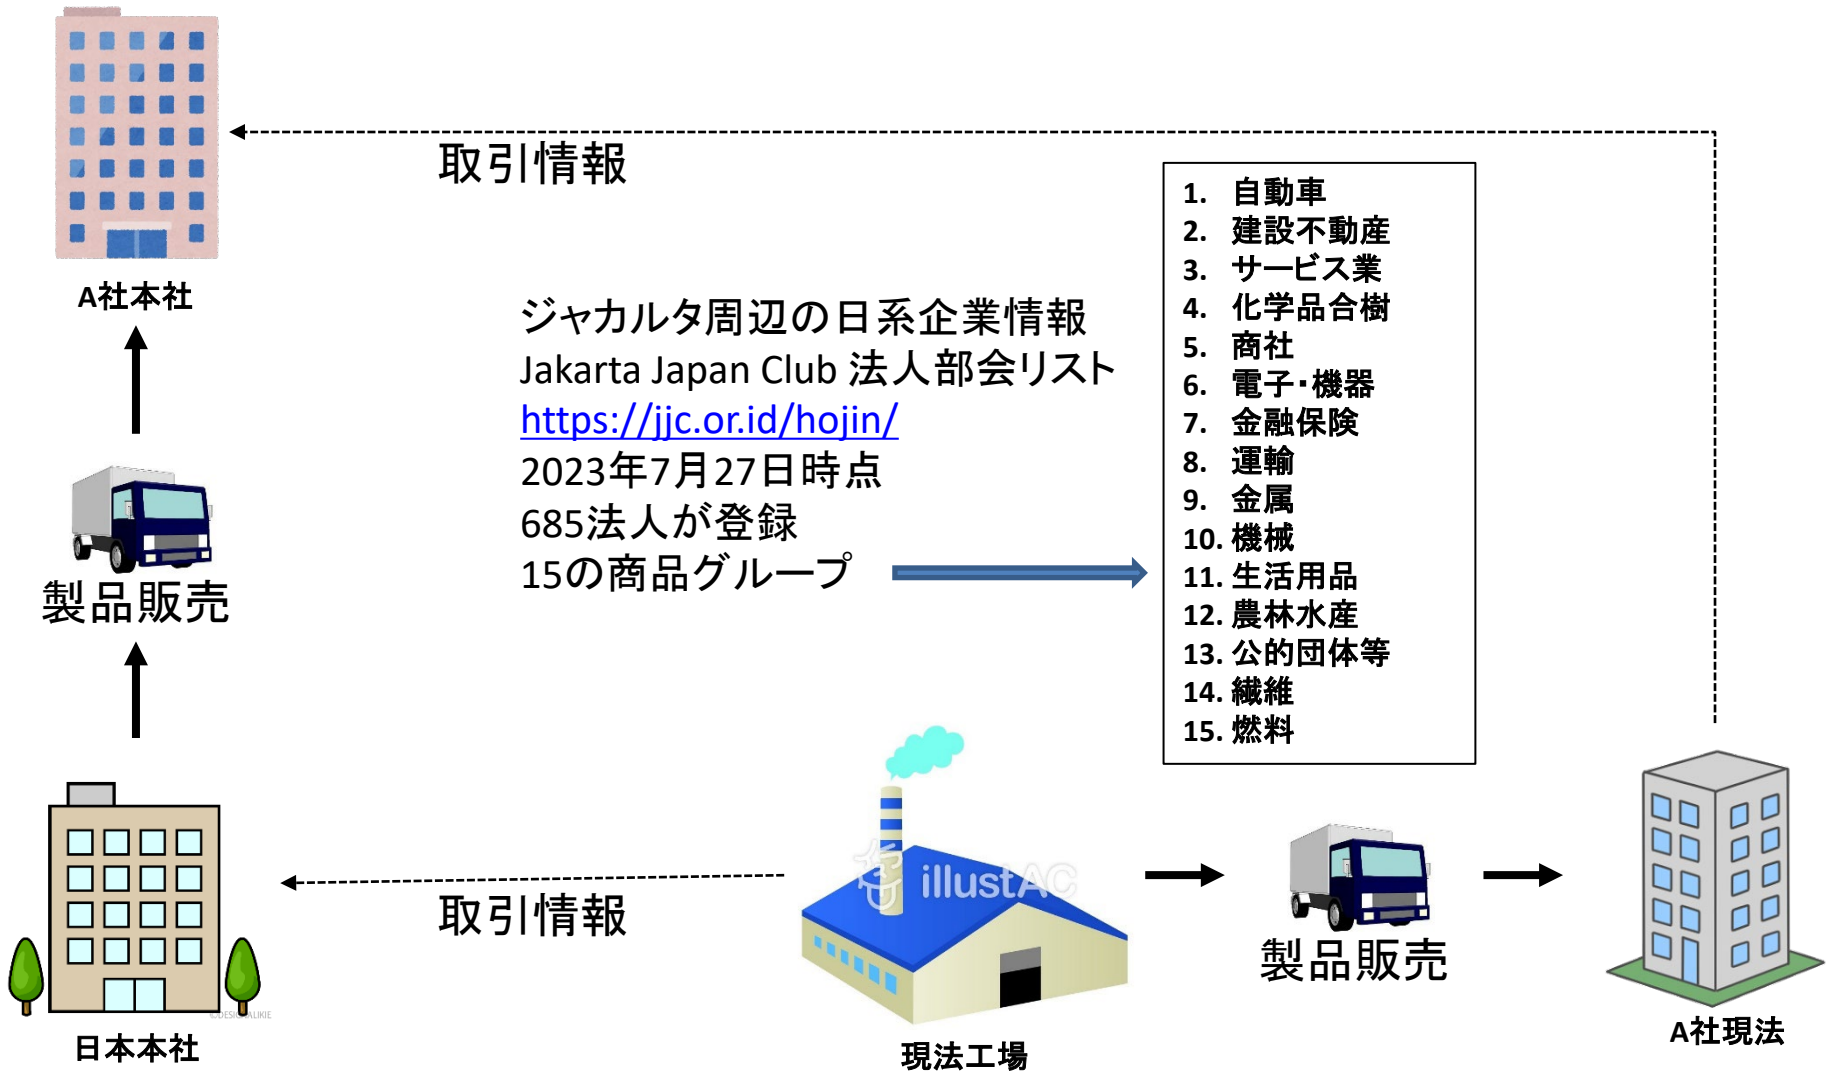 取引情報
1. 自動車
2. 建設不動産
3. サービス業
4. 化学品合樹
5. 商社
6. 電子・機器
7. 金融保険
8. 運輸
9. 金属
10. 機械
11. 生活用品
12. 農林水産
13. 公的団体等
14. 繊維
15. 燃料
A社本社
ジャカルタ周辺の日系企業情報
Jakarta Japan Club 法人部会リスト
https://jjc.or.id/hojin/
2023年7月27日時点
685法人が登録
15の商品グループ
製品販売
illustAC
取引情報
製品販売
日本本社
現法工場
A社現法